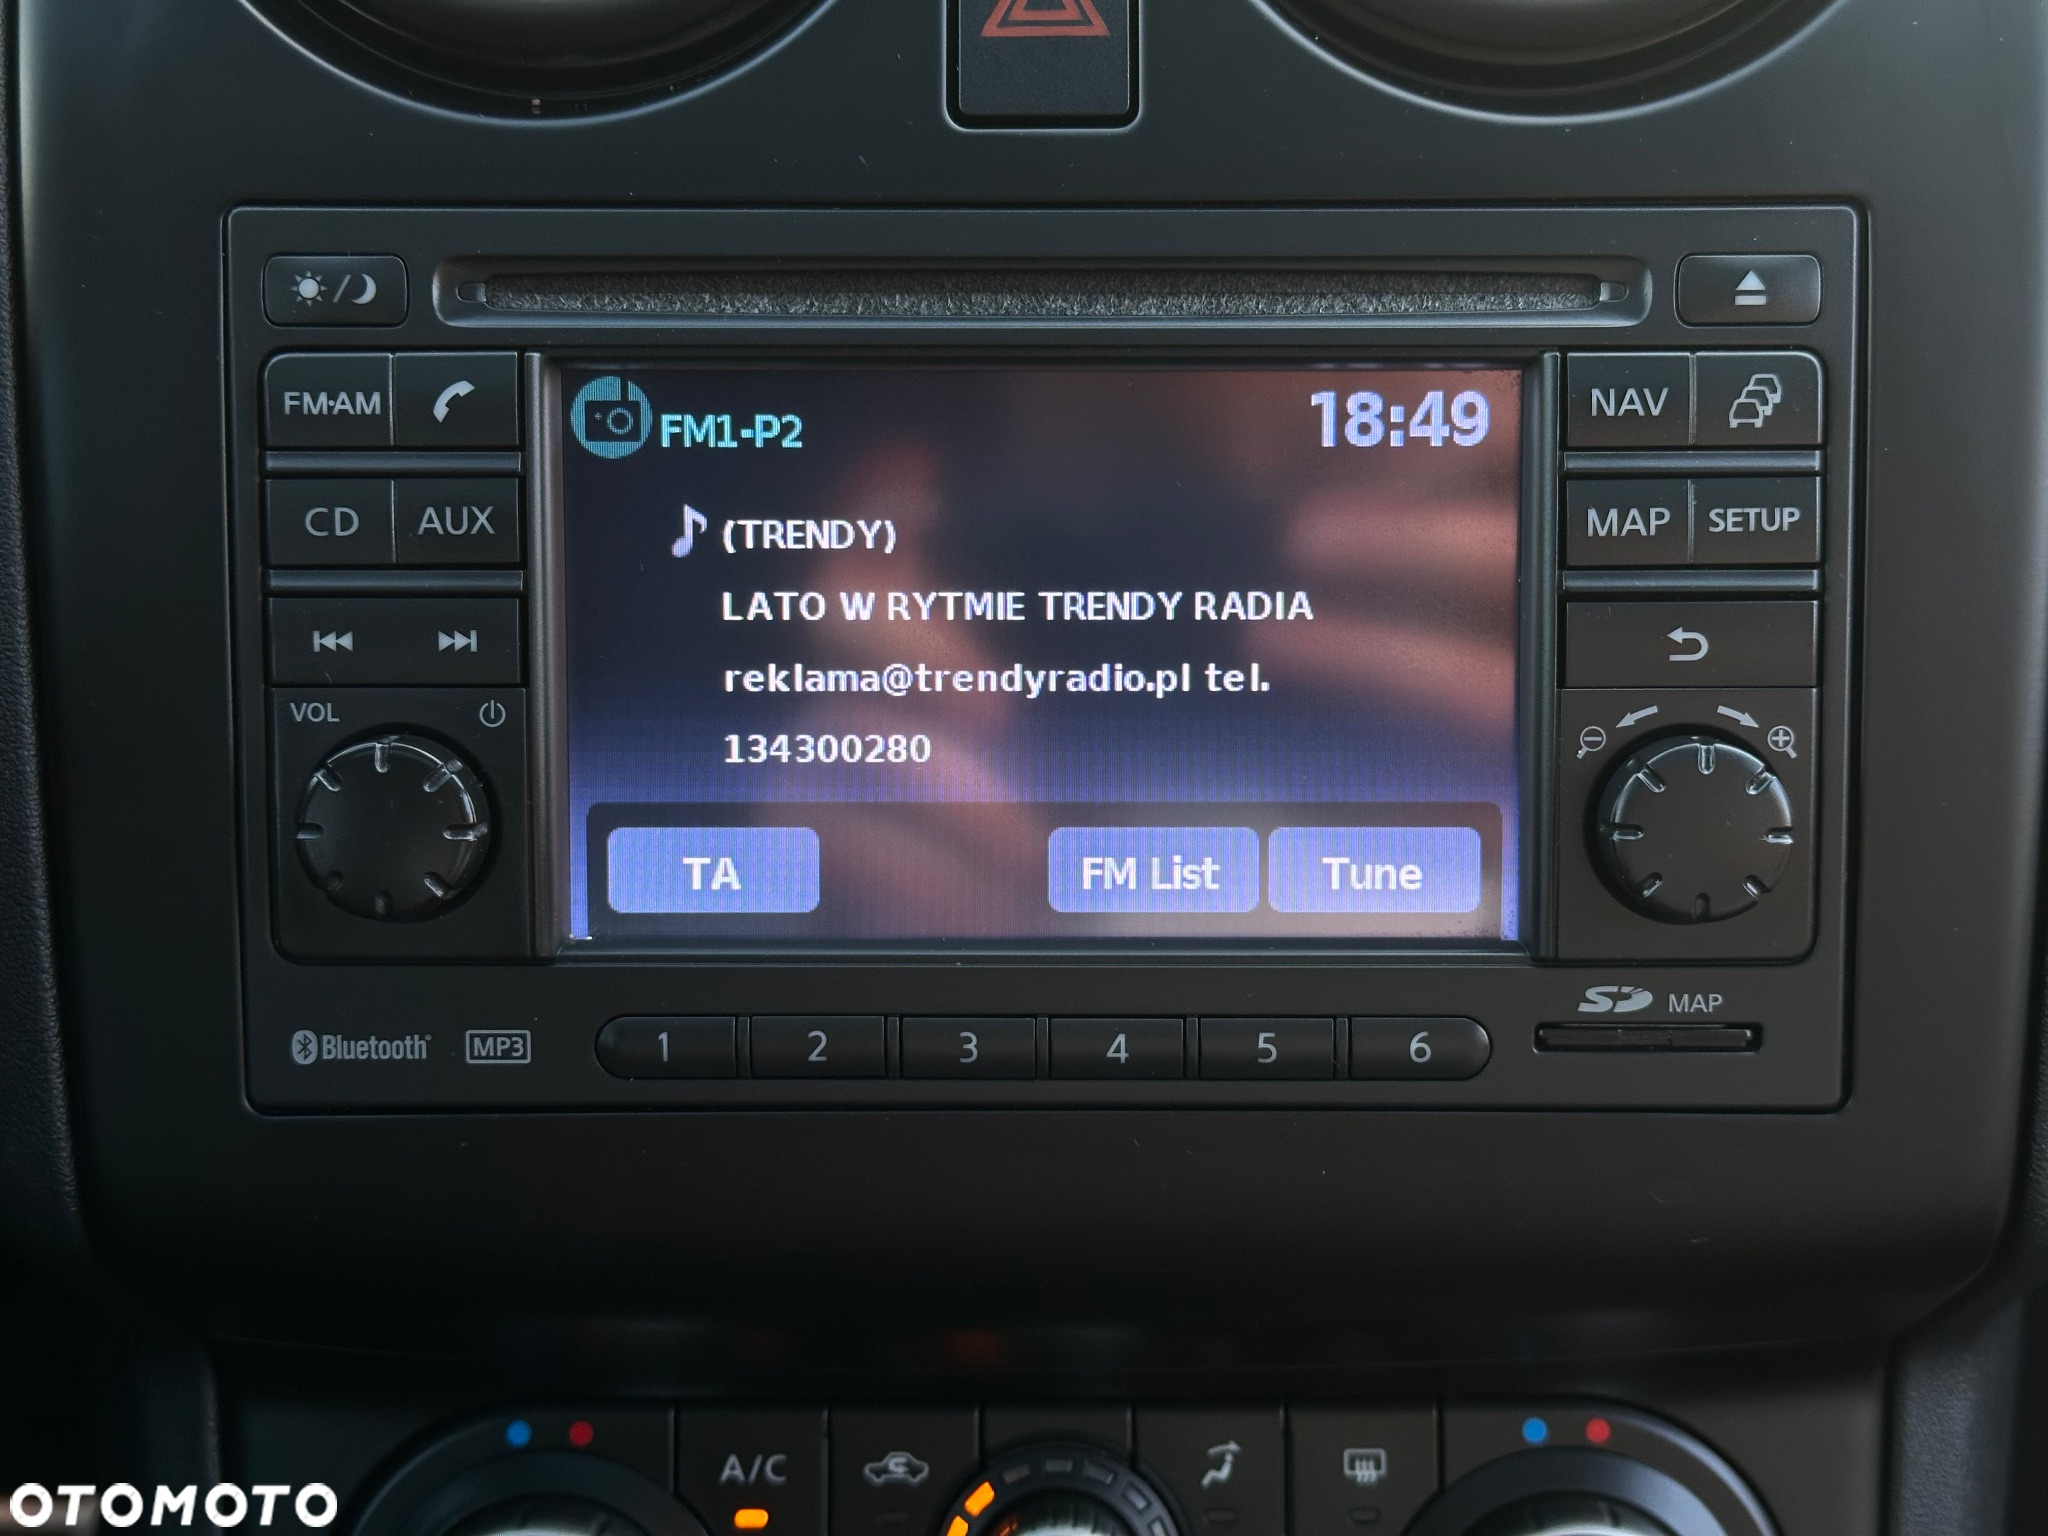 FM·AM
CD
AUX
VOL
FM1-P2
18:49
(TRENDY)
LATO W RYTMIE TRENDY RADIA
reklama@trendyradio.pl tel.
134300280
TA
FM List
Tune
NAV
MAP
SETUP
Bluetooth
MP3
1
2
3
4
5
6
SD MAP
A/C
OTOMOTO